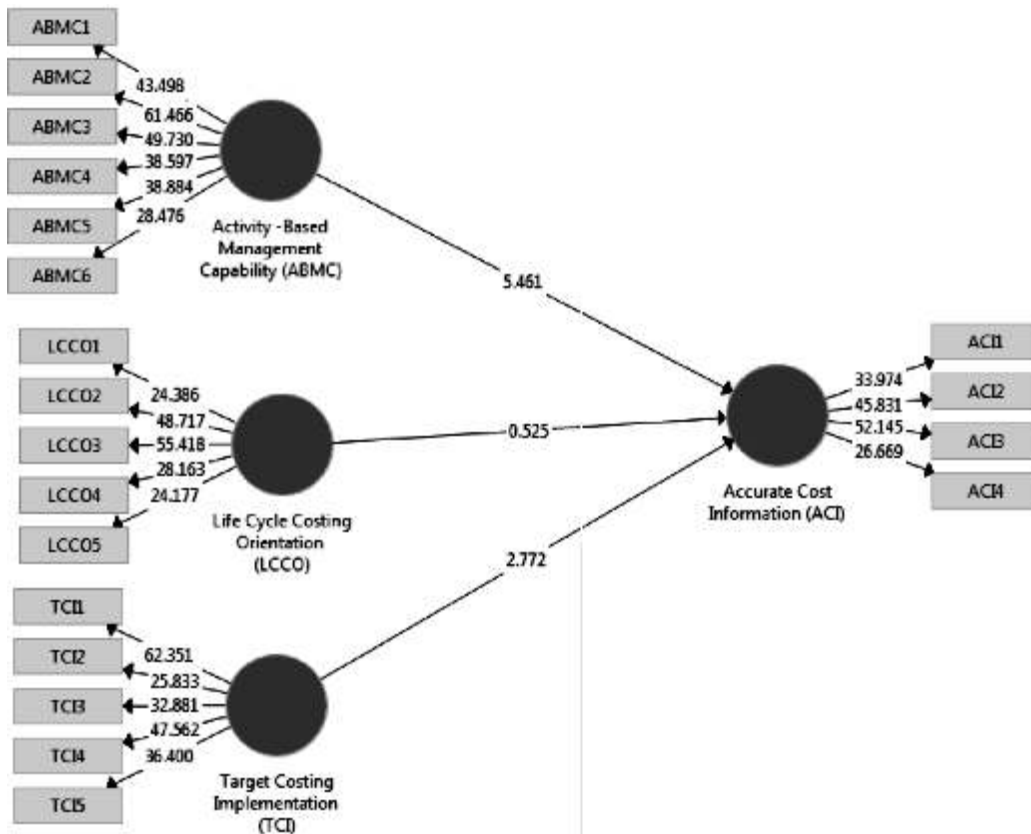 ABMC1
ABMC2
ABMC3
ABMC4
ABMC5
ABMC6
43.498
61.466
49.730
38.597
38.884
28.476
Activity -Based
Management
Capability (ABMC)
5.461
LCCO1
LCCO2
LCCO3
LCCO4
LCCO5
24.386
48.717
55.418
28.163
24.177
Life Cycle Costing
Orientation
(LCCO)
0.525
TCI1
TCI2
TCI3
TCI4
TCI5
62.351
25.833
32.881
47.562
36.400
Target Costing
Implementation
(TCI)
2.772
Accurate Cost
Information (ACI)
33.974
45.831
52.145
26.669
ACI1
ACI2
ACI3
ACI4